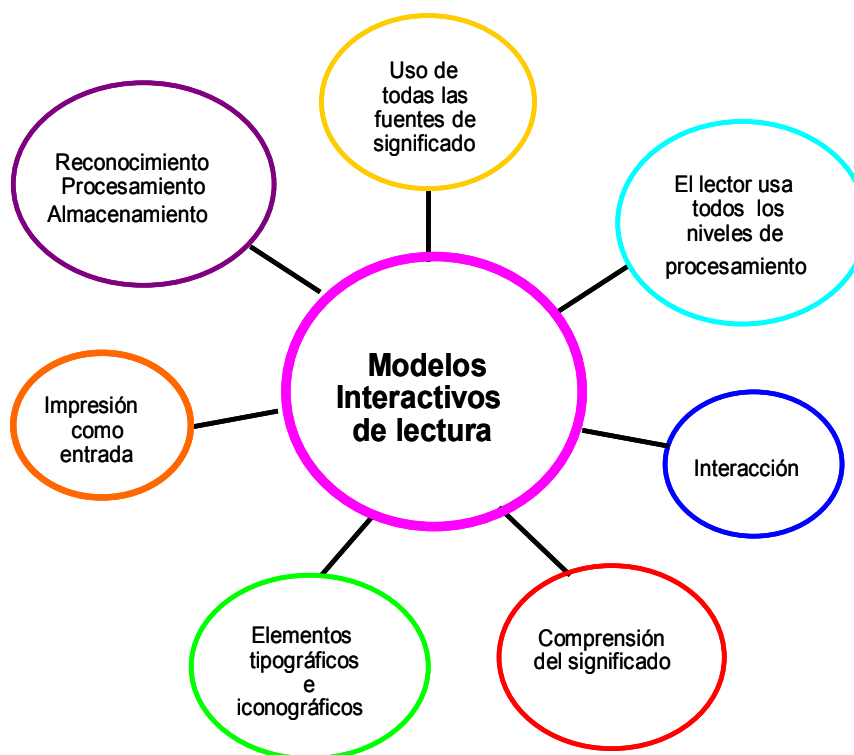 Uso de
todas las
fuentes de
significado
Reconocimiento
Procesamiento
Almacenamiento
El lector usa
todos los
niveles de
procesamiento
Modelos
Interactivos
de lectura
Impresión
como
entrada
Interacción
Elementos
tipográficos
e
iconográficos
Comprensión
del significado